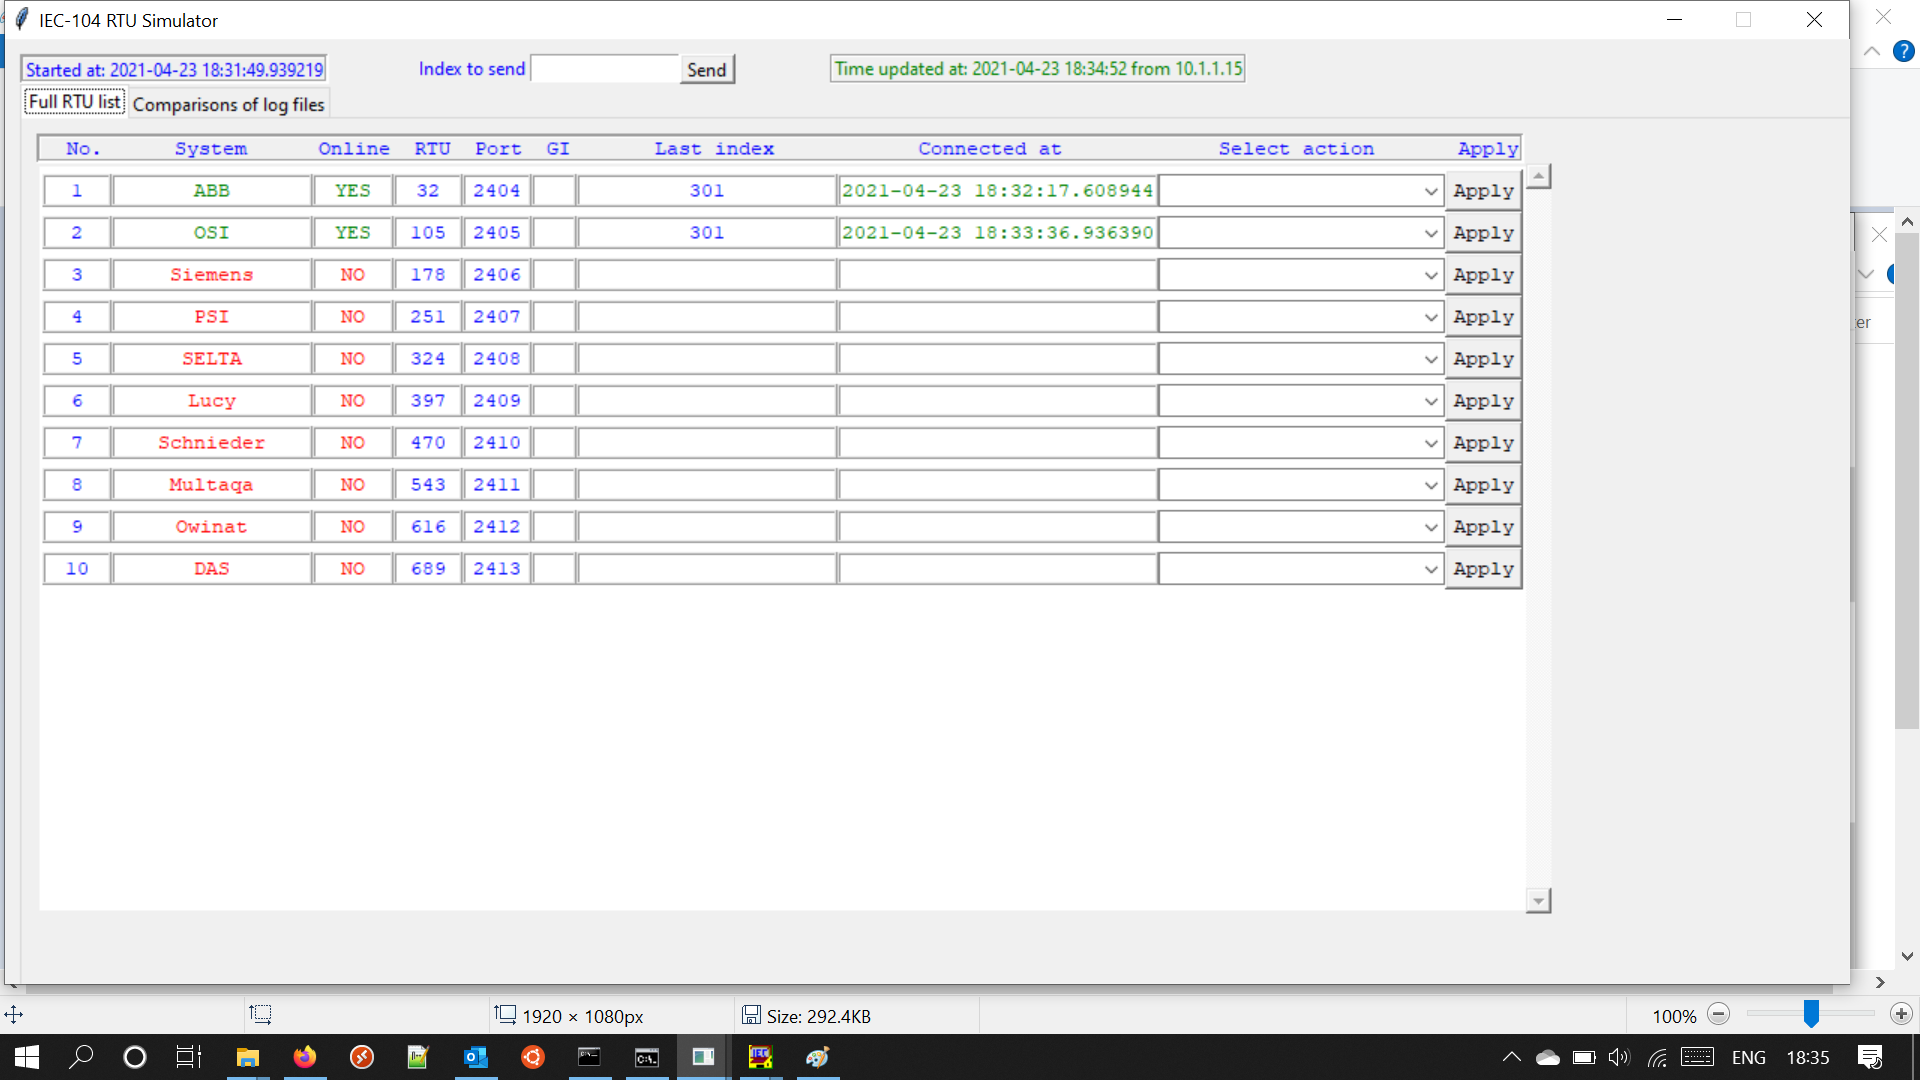 IEC-104 RTU Simulator
Started at: 2021-04-23 18:31:49.939219 Index to send Send Time updated at: 2021-04-23 18:34:52 from 10.1.1.15
Full RTU list Comparisons of log files
No. System Online RTU Port GI Last index Connected at Select action Apply
1 ABB YES 32 2404 301 2021-04-23 18:32:17.608944 Apply
2 OSI YES 105 2405 301 2021-04-23 18:33:36.936390 Apply
3 Siemens NO 178 2406 Apply
4 PSI NO 251 2407 Apply
5 SELTA NO 324 2408 Apply
6 Lucy NO 397 2409 Apply
7 Schnieder NO 470 2410 Apply
8 Multaqa NO 543 2411 Apply
9 Owinat NO 616 2412 Apply
10 DAS NO 689 2413 Apply
1920 × 1080px Size: 292.4KB 100%
ENG 18:35